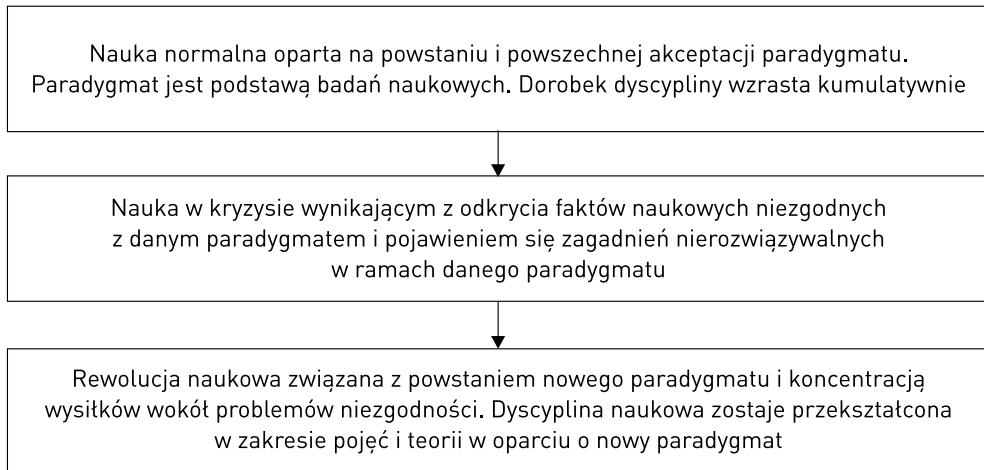 Nauka normalna oparta na powstaniu i powszechnej akceptacji paradygmatu.
Paradygmat jest podstawą badań naukowych. Dorobek dyscypliny wzrasta kumulatywnie
Nauka w kryzysie wynikającym z odkrycia faktów naukowych niezgodnych
z danym paradygmatem i pojawieniem się zagadnień nierozwiązywalnych
w ramach danego paradygmatu
Rewolucja naukowa związana z powstaniem nowego paradygmatu i koncentracją
wysiłków wokół problemów niezgodności. Dyscyplina naukowa zostaje przekształcona
w zakresie pojęć i teorii w oparciu o nowy paradygmat